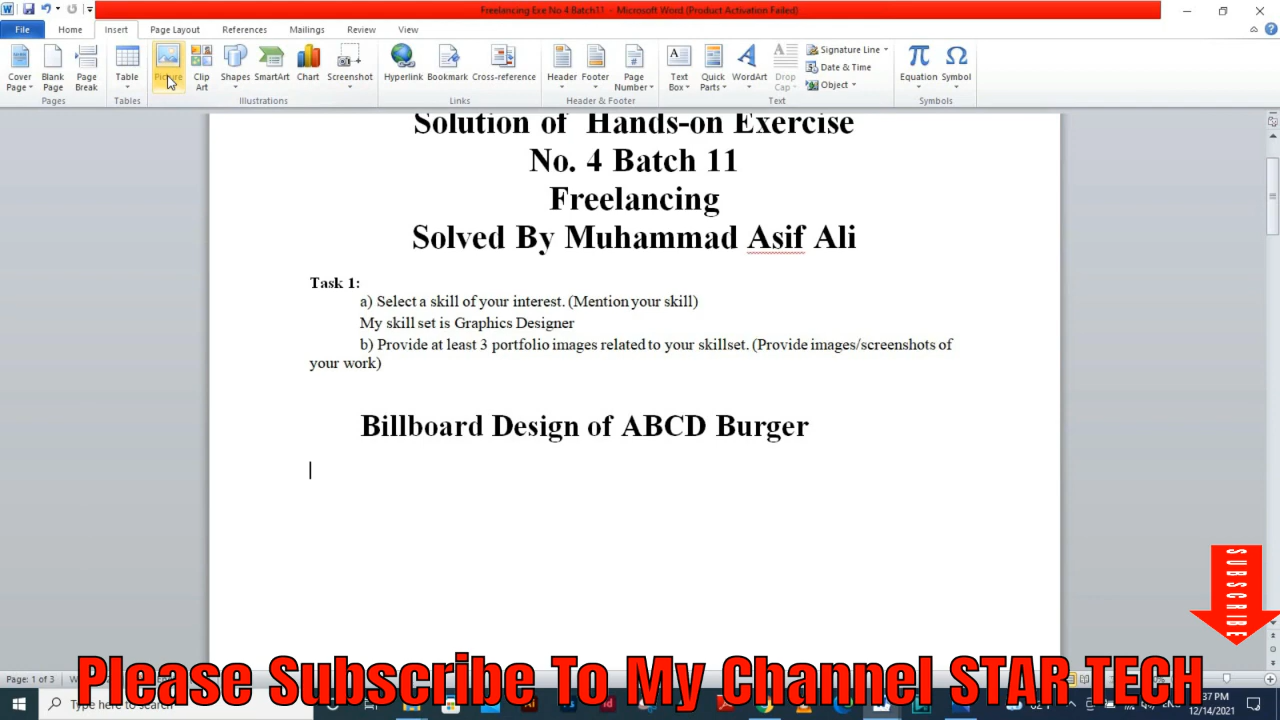 Freelancing Exe No 4 Batch11 - Microsoft Word (Product Activation Failed)
File Home Insert Page Layout References Mailings Review View
Cover Page Blank Page Page Break Table Picture Clip Art Shapes SmartArt Chart Screenshot Hyperlink Bookmark Cross-reference Header Footer Page Number Text Box Quick Parts WordArt Drop Cap Signature Line Date & Time Object Equation Symbol
Pages Tables Illustrations Links Header & Footer Text Symbols
Solution of Hands-on Exercise
No. 4 Batch 11
Freelancing
Solved By Muhammad Asif Ali
Task 1:
a) Select a skill of your interest. (Mention your skill)
My skill set is Graphics Designer
b) Provide at least 3 portfolio images related to your skillset. (Provide images/screenshots of
your work)
Billboard Design of ABCD Burger
SUBSCRIBE
Page: 1 of 3
Please Subscribe To My Channel STAR TECH
Type here to search
:37 PM
12/14/2021